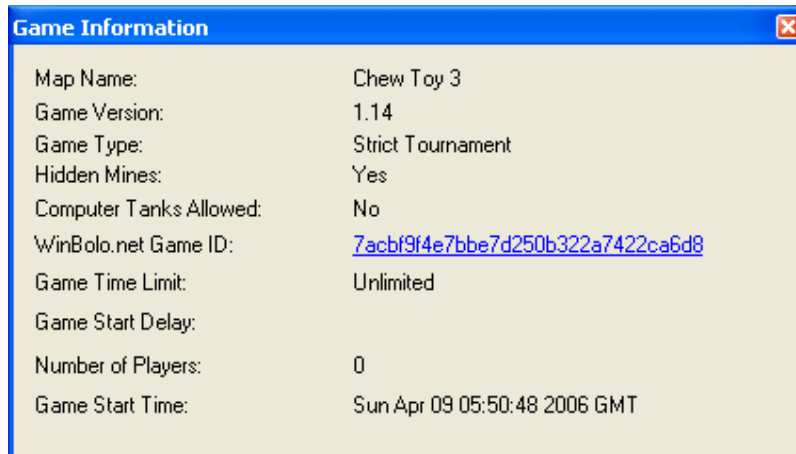 Game Information
Map Name: Chew Toy 3
Game Version: 1.14
Game Type: Strict Tournament
Hidden Mines: Yes
Computer Tanks Allowed: No
WinBolo.net Game ID: 7acbf9f4e7bbe7d250b322a7422ca6d8
Game Time Limit: Unlimited
Game Start Delay:
Number of Players: 0
Game Start Time: Sun Apr 09 05:50:48 2006 GMT